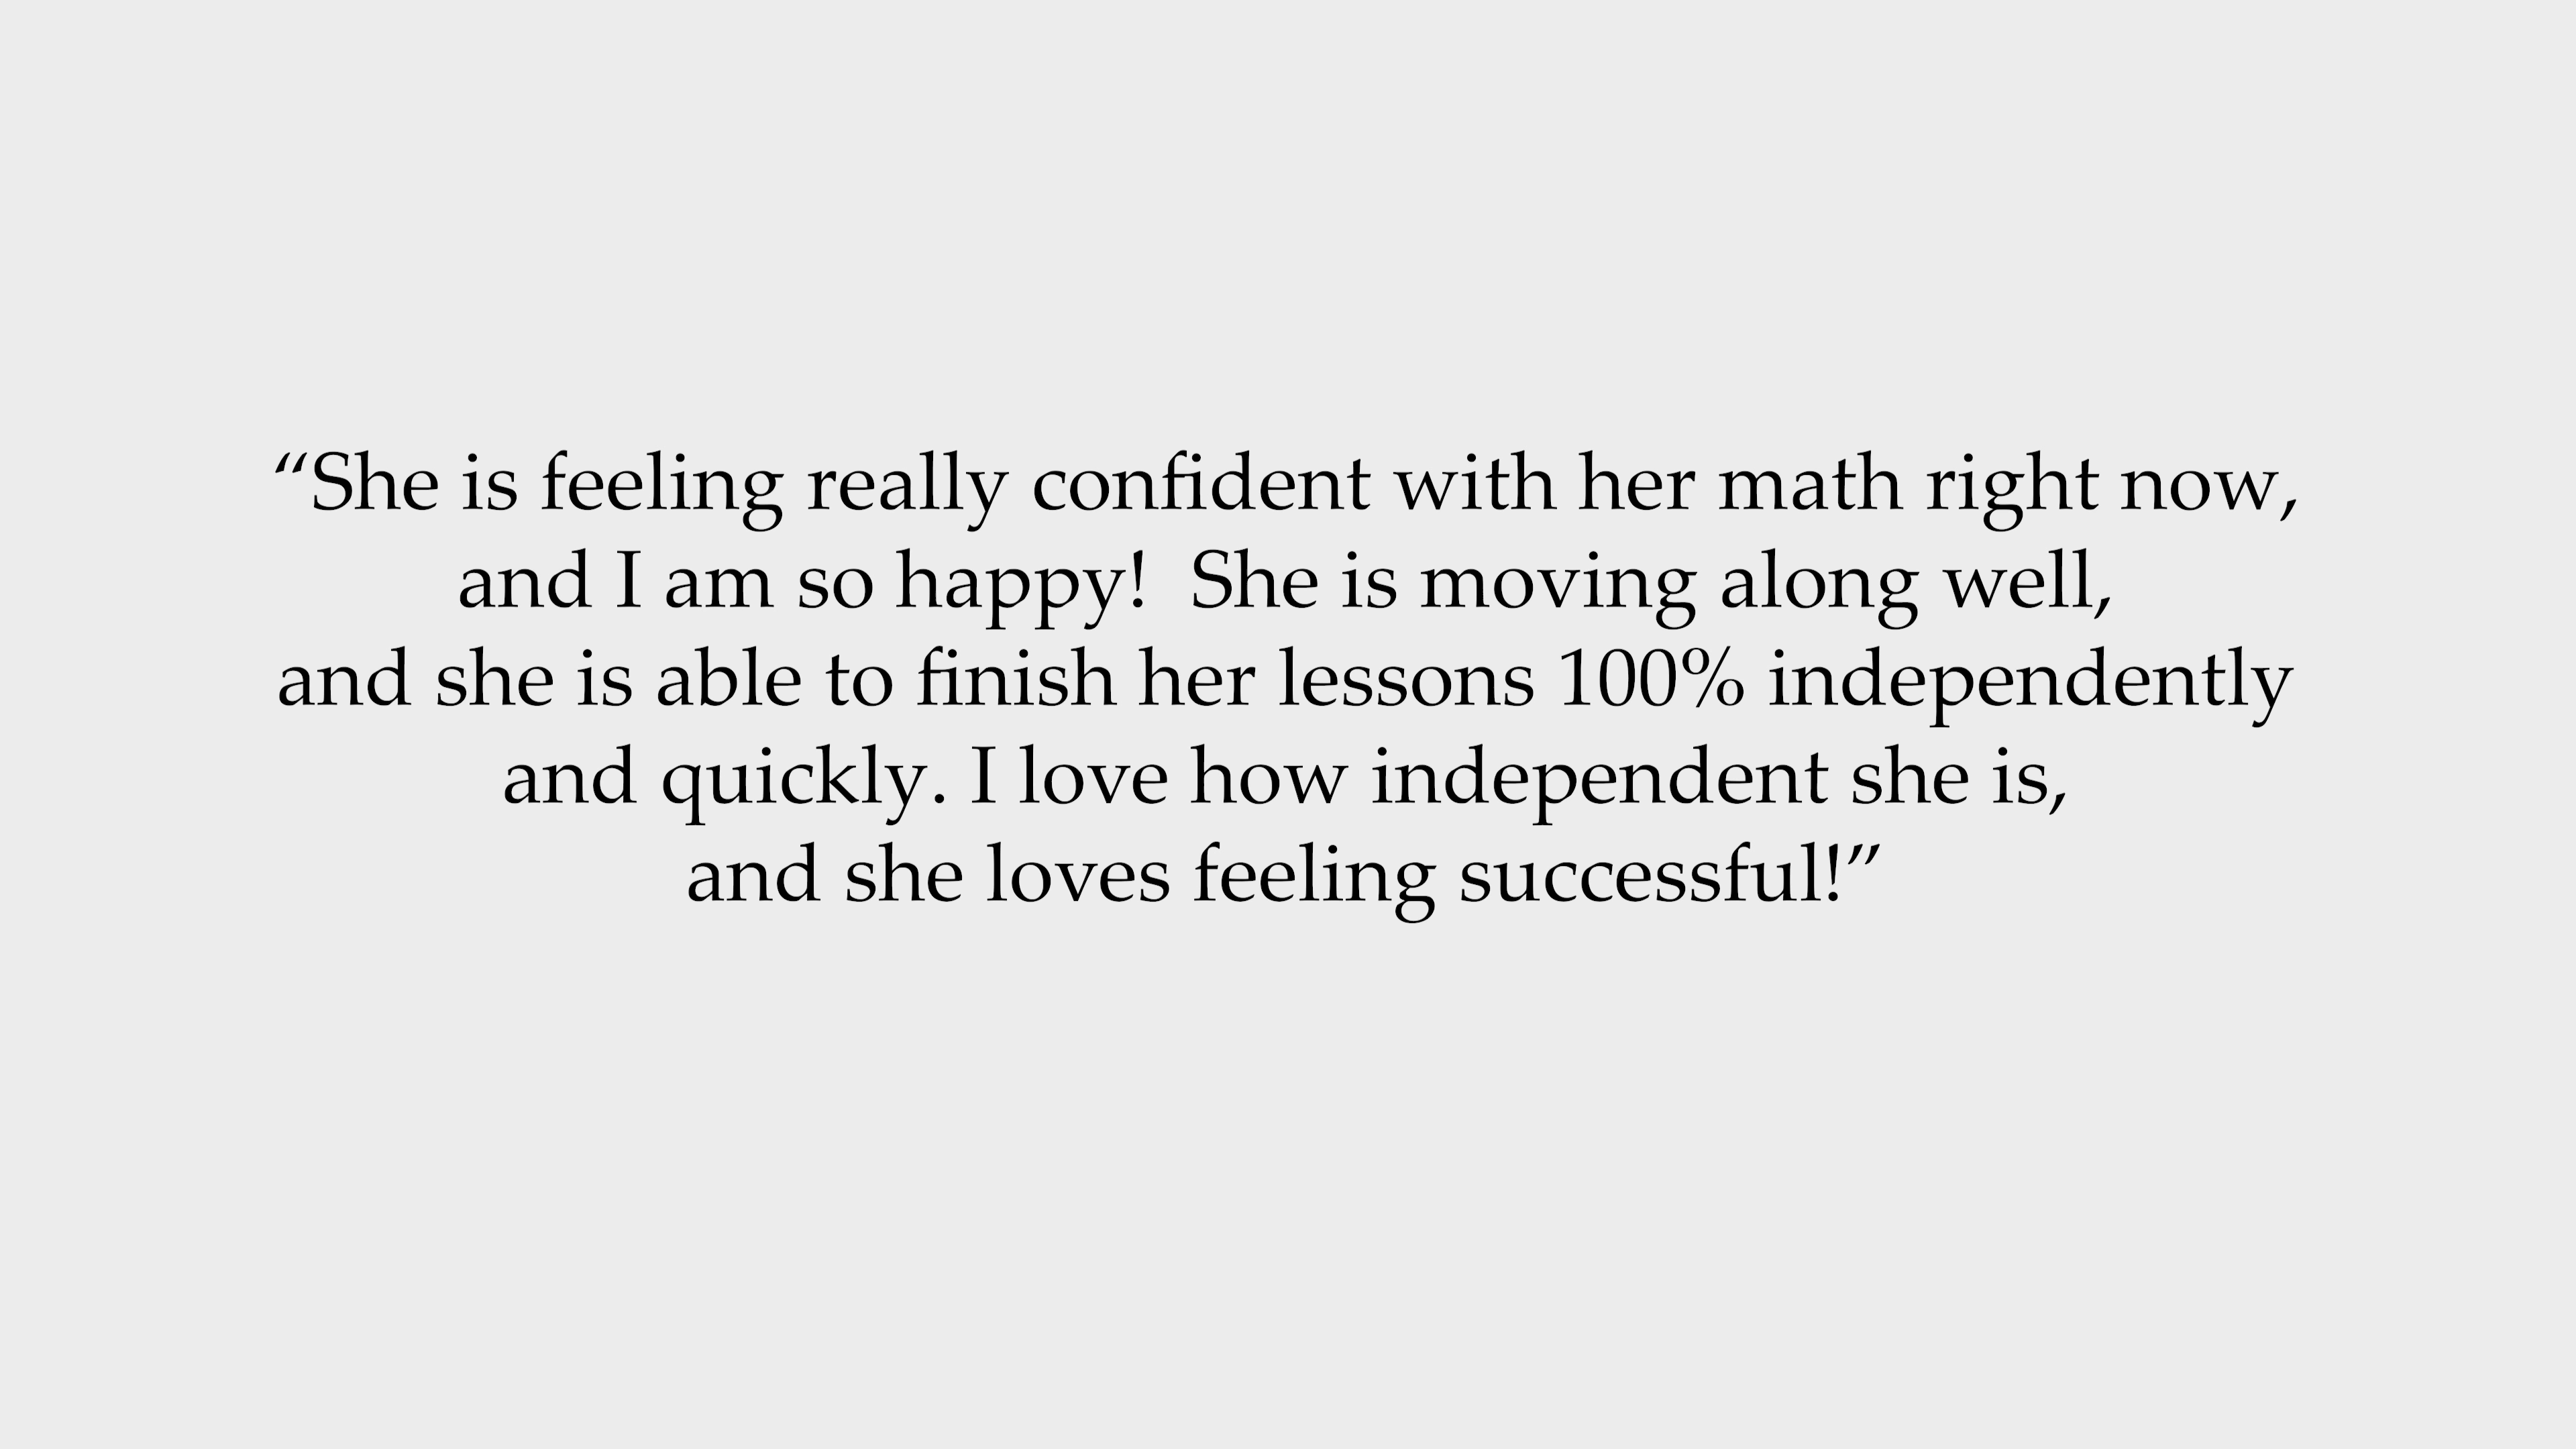 “She is feeling really confident with her math right now,
and I am so happy!  She is moving along well,
and she is able to finish her lessons 100% independently
and quickly. I love how independent she is,
and she loves feeling successful!”